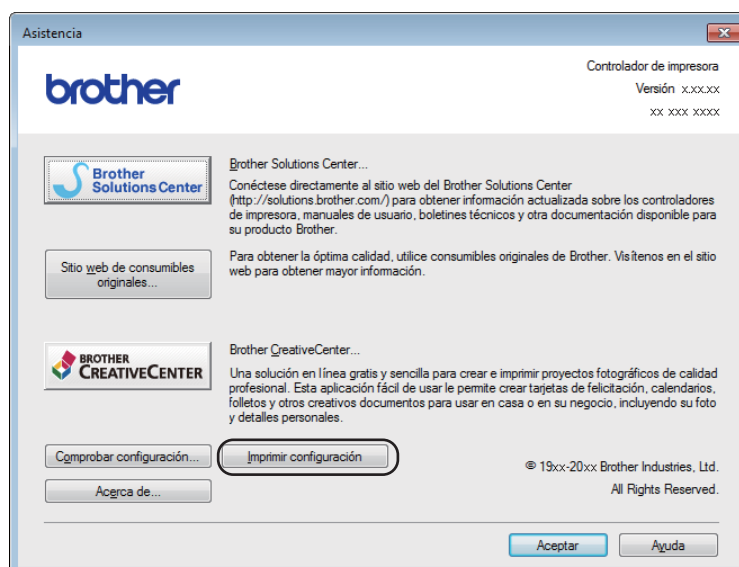 Asistencia
brother
Controlador de impresora
Versión x.xx.xx
xx xxx xxxx
Brother
Solutions Center
Brother Solutions Center...
Conéctese directamente al sitio web del Brother Solutions Center
(http://solutions.brother.com/) para obtener información actualizada sobre los controladores
de impresora, manuales de usuario, boletines técnicos y otra documentación disponible para
su producto Brother.
Sitio web de consumibles
originales...
Para obtener la óptima calidad, utilice consumibles originales de Brother. Visítenos en el sitio
web para obtener mayor información.
BROTHER
CREATIVECENTER
Brother CreativeCenter...
Una solución en línea gratis y sencilla para crear e imprimir proyectos fotográficos de calidad
profesional. Esta aplicación fácil de usar le permite crear tarjetas de felicitación, calendarios,
folletos y otros creativos documentos para usar en casa o en su negocio, incluyendo su foto
y detalles personales.
Comprobar configuración...
Imprimir configuración
Acerca de...
© 19xx-20xx Brother Industries, Ltd.
All Rights Reserved.
Aceptar
Ayuda